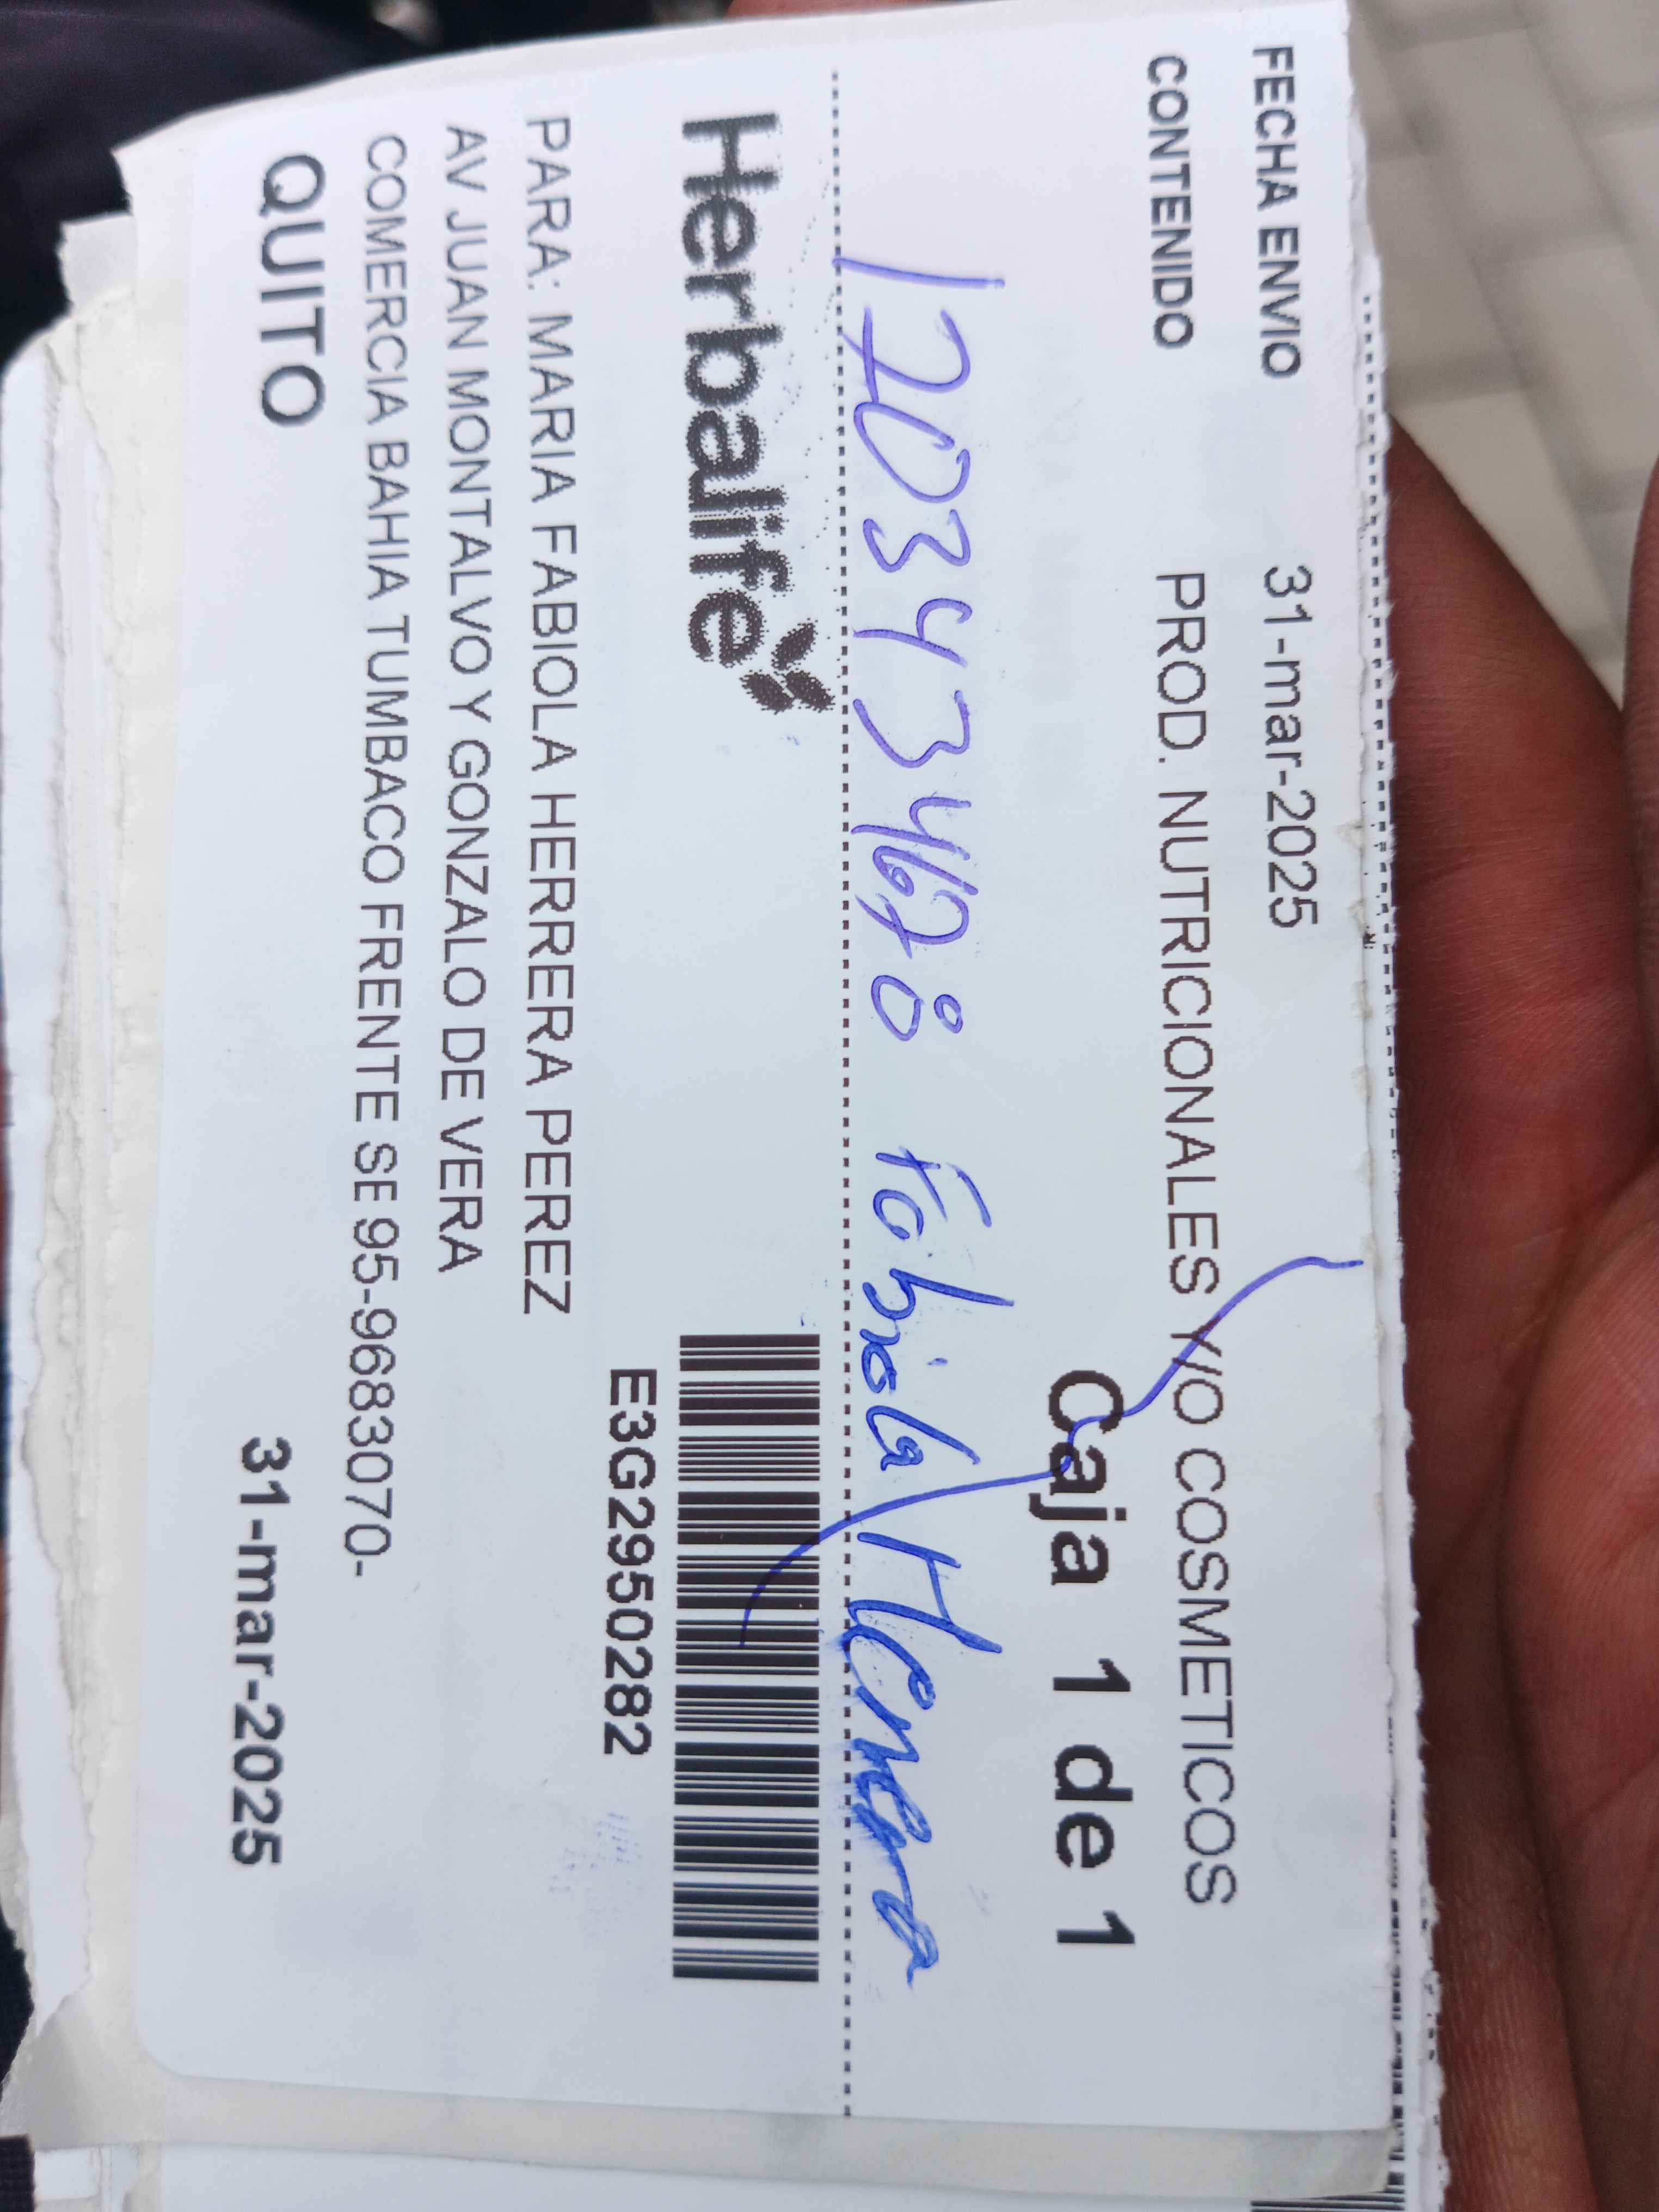 FECHA ENVIO 31-mar-2025
CONTENIDO PROD. NUTRICIONALES Y/O COSMETICOS
Caja 1 de 1
1203434628 Fabiola Herrera
Herbalife
E3G2950282
PARA: MARIA FABIOLA HERRERA PEREZ
AV JUAN MONTALVO Y GONZALO DE VERA
COMERCIA BAHIA TUMBACO FRENTE SE 95-9683070-
QUITO 31-mar-2025